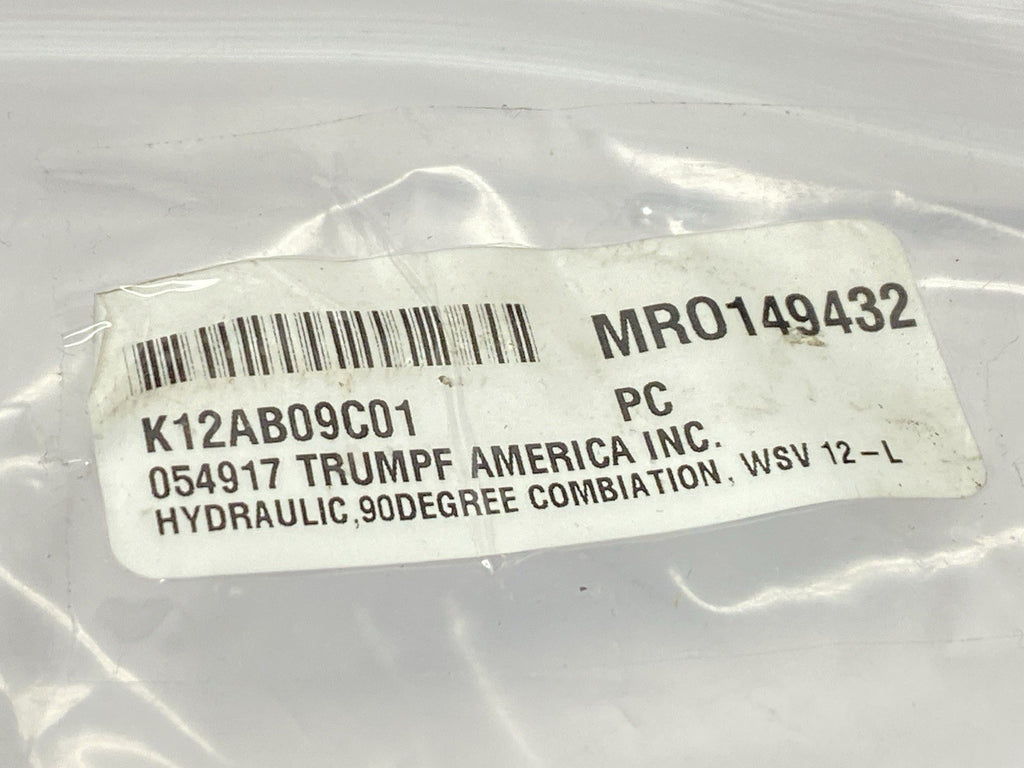 MRO149432
K12AB09C01 PC
054917 TRUMPF AMERICA INC.
HYDRAULIC,90DEGREE COMBIATION, WSV 12-L